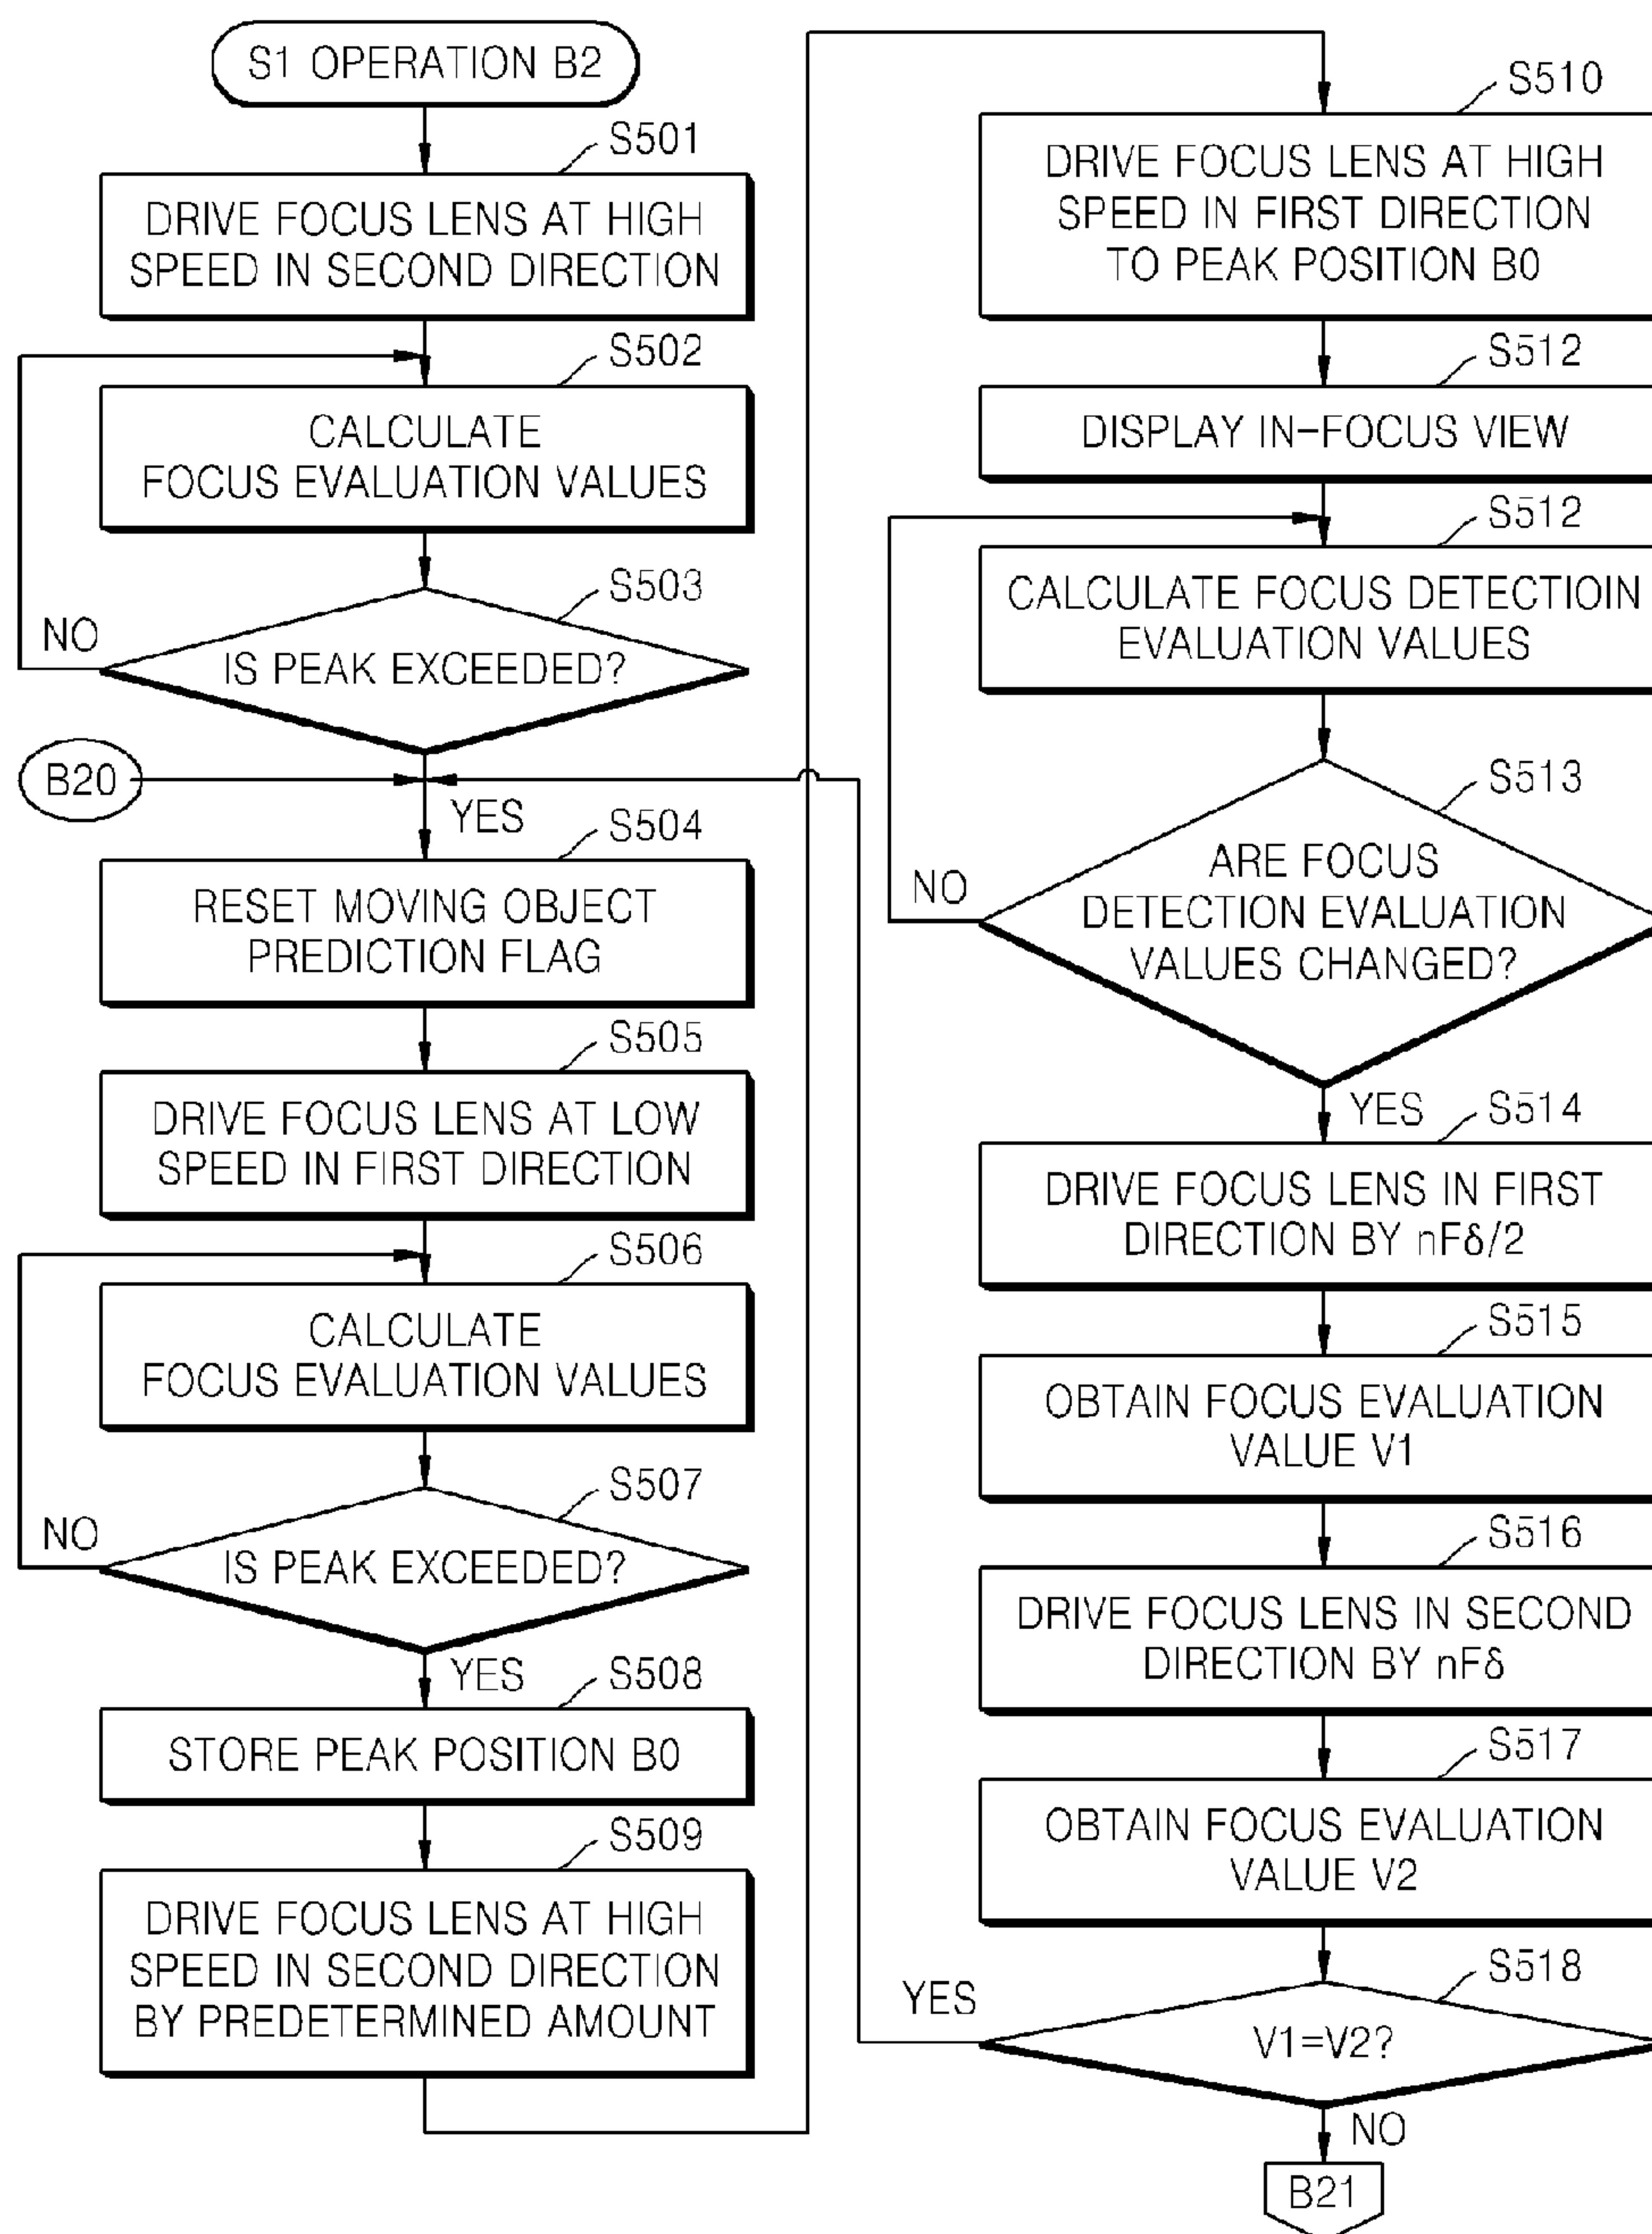 S1 OPERATION B2
S501
DRIVE FOCUS LENS AT HIGH
SPEED IN SECOND DIRECTION
S502
CALCULATE
FOCUS EVALUATION VALUES
S503
NO
IS PEAK EXCEEDED?
B20
YES
S504
RESET MOVING OBJECT
PREDICTION FLAG
S505
DRIVE FOCUS LENS AT LOW
SPEED IN FIRST DIRECTION
S506
CALCULATE
FOCUS EVALUATION VALUES
S507
NO
IS PEAK EXCEEDED?
YES
S508
STORE PEAK POSITION B0
S509
DRIVE FOCUS LENS AT HIGH
SPEED IN SECOND DIRECTION
BY PREDETERMINED AMOUNT
S510
DRIVE FOCUS LENS AT HIGH
SPEED IN FIRST DIRECTION
TO PEAK POSITION B0
S512
DISPLAY IN-FOCUS VIEW
S512
CALCULATE FOCUS DETECTIOIN
EVALUATION VALUES
S513
NO
ARE FOCUS
DETECTION EVALUATION
VALUES CHANGED?
YES
S514
DRIVE FOCUS LENS IN FIRST
DIRECTION BY nFδ/2
S515
OBTAIN FOCUS EVALUATION
VALUE V1
S516
DRIVE FOCUS LENS IN SECOND
DIRECTION BY nFδ
S517
OBTAIN FOCUS EVALUATION
VALUE V2
S518
YES
V1=V2?
NO
B21